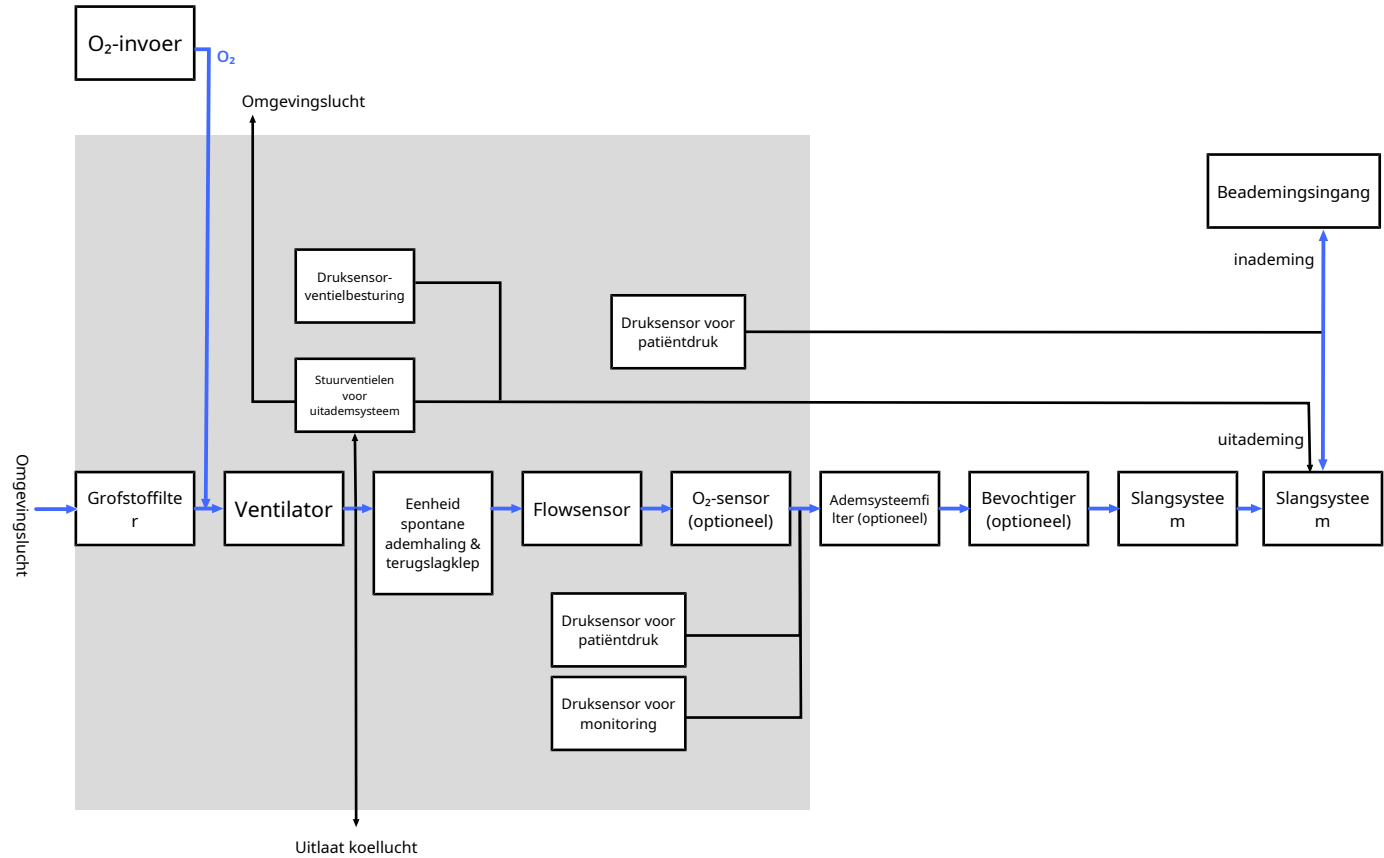 O₂-invoer
O₂
Omgevingslucht
Beademingsingang
inademing
Druksensor-
ventielbesturing
Druksensor voor
patiëntdruk
Stuurventielen
voor
uitademsysteem
uitademing
Omgevingslucht
Grofstoffilte
r
Ventilator
Eenheid
spontane
ademhaling &
terugslagklep
Flowsensor
O₂-sensor
(optioneel)
Ademsysteemfi
lter (optioneel)
Bevochtiger
(optioneel)
Slangsystee
m
Slangsystee
m
Druksensor voor
patiëntdruk
Druksensor voor
monitoring
Uitlaat koellucht